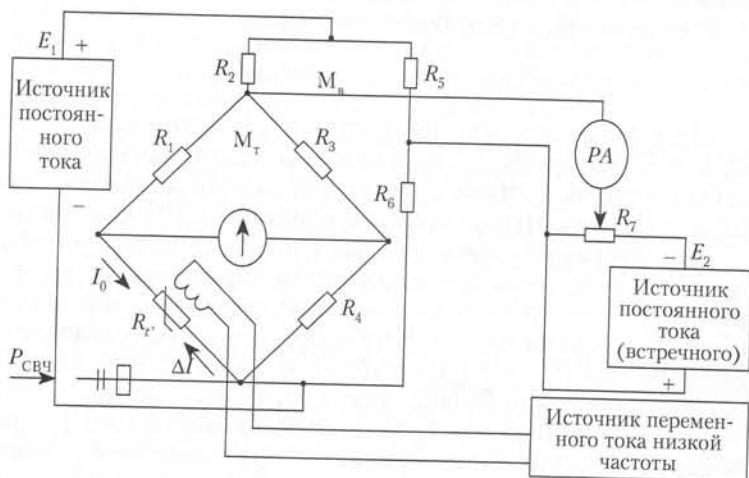 E₁ +
Источник
постоян-
ного
тока
−
R₂
Mв
R₅
R₁
Mт
R₃
PA
R₆
R₇
− E₂
Источник
постоянного
тока
(встречного)
+
I₀
Rt°
R₄
ΔI
PСВЧ
Источник перемен-
ного тока низкой
частоты